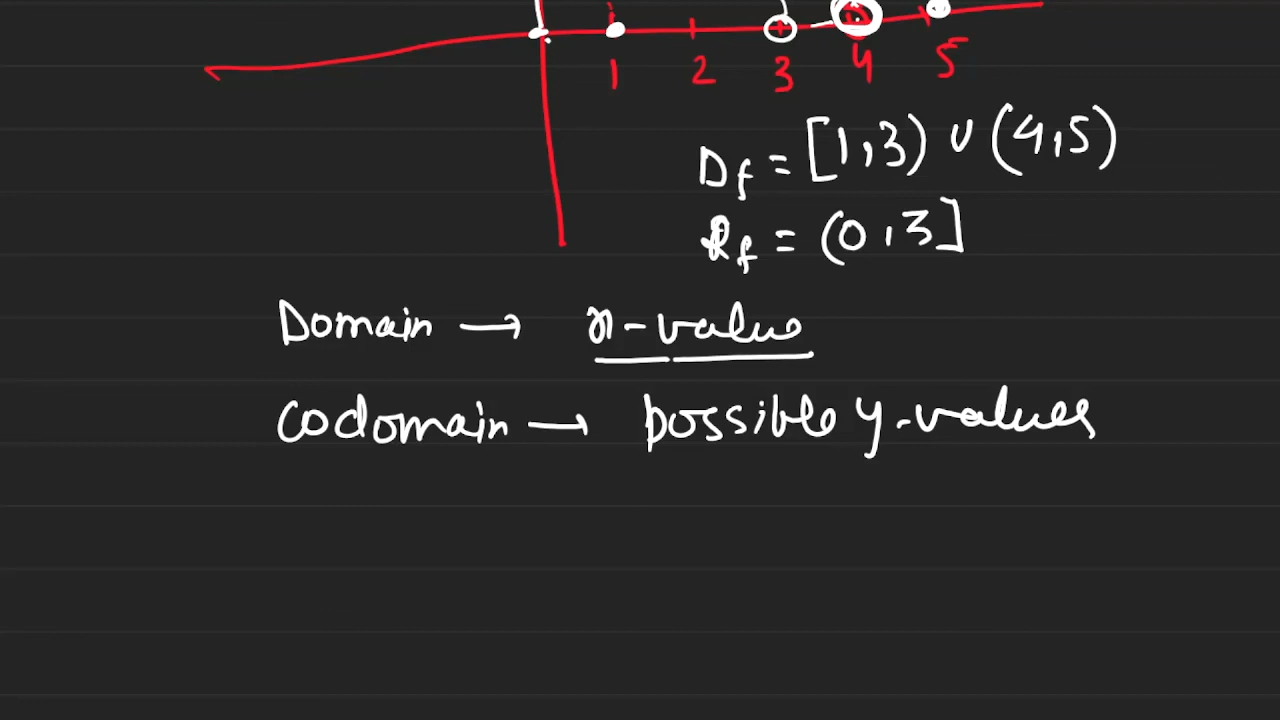 1 2 3 4 5
Df = [1,3) ∪ (4,5)
Rf = (0,3]
Domain → x-value
codomain → possible y-values